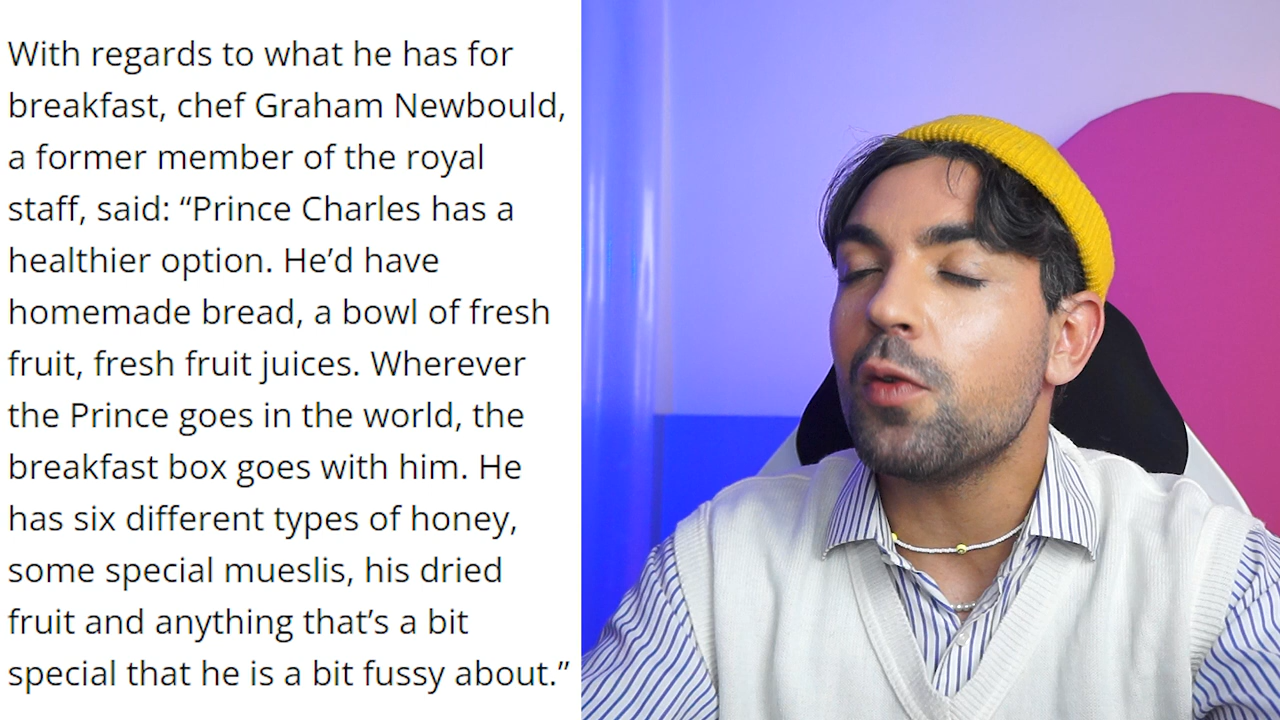 With regards to what he has for
breakfast, chef Graham Newbould,
a former member of the royal
staff, said: “Prince Charles has a
healthier option. He’d have
homemade bread, a bowl of fresh
fruit, fresh fruit juices. Wherever
the Prince goes in the world, the
breakfast box goes with him. He
has six different types of honey,
some special mueslis, his dried
fruit and anything that’s a bit
special that he is a bit fussy about.”